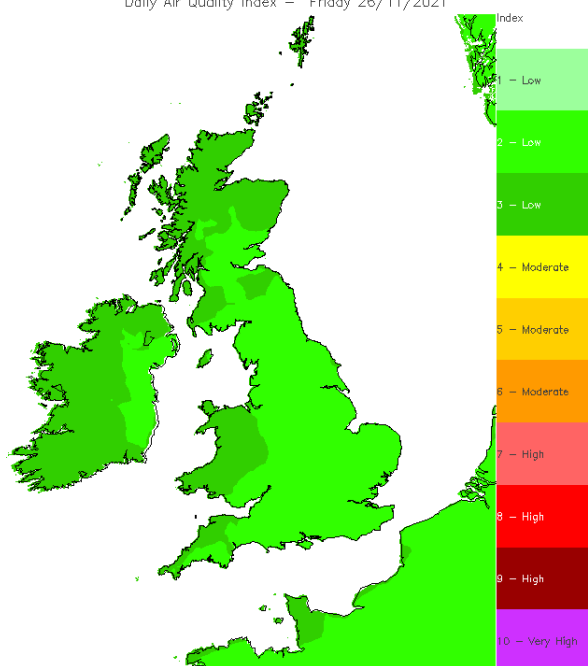 Daily Air Quality Index - Friday 26/11/2021
Index
1 - Low
2 - Low
3 - Low
4 - Moderate
5 - Moderate
6 - Moderate
7 - High
8 - High
9 - High
10 - Very High